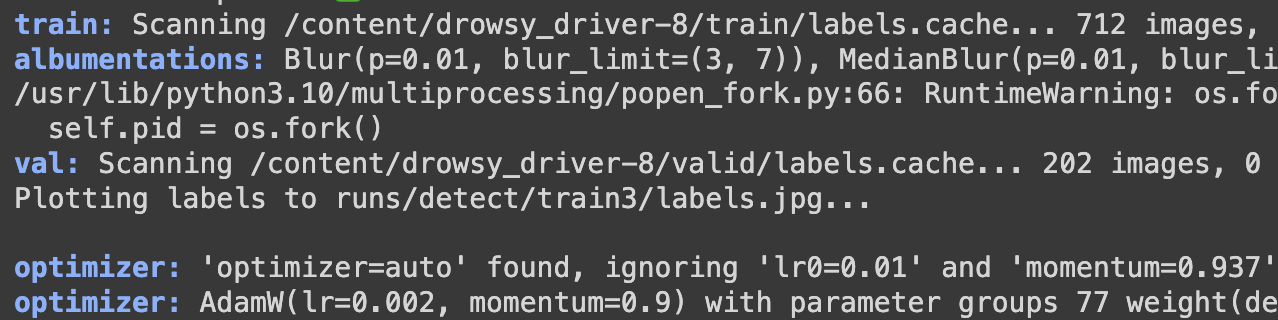 train: Scanning /content/drowsy_driver-8/train/labels.cache... 712 images,
albumentations: Blur(p=0.01, blur_limit=(3, 7)), MedianBlur(p=0.01, blur_li
/usr/lib/python3.10/multiprocessing/popen_fork.py:66: RuntimeWarning: os.fo
  self.pid = os.fork()
val: Scanning /content/drowsy_driver-8/valid/labels.cache... 202 images, 0
Plotting labels to runs/detect/train3/labels.jpg...
optimizer: 'optimizer=auto' found, ignoring 'lr0=0.01' and 'momentum=0.937'
optimizer: AdamW(lr=0.002, momentum=0.9) with parameter groups 77 weight(de